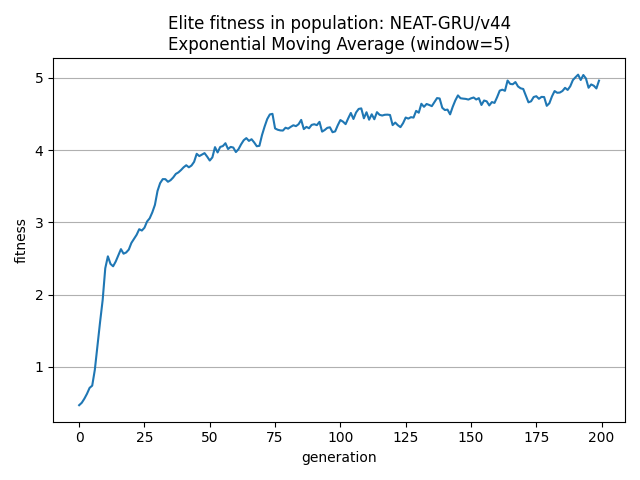 Elite fitness in population: NEAT-GRU/v44
Exponential Moving Average (window=5)
5
4
3
2
1
fitness
0 25 50 75 100 125 150 175 200
generation